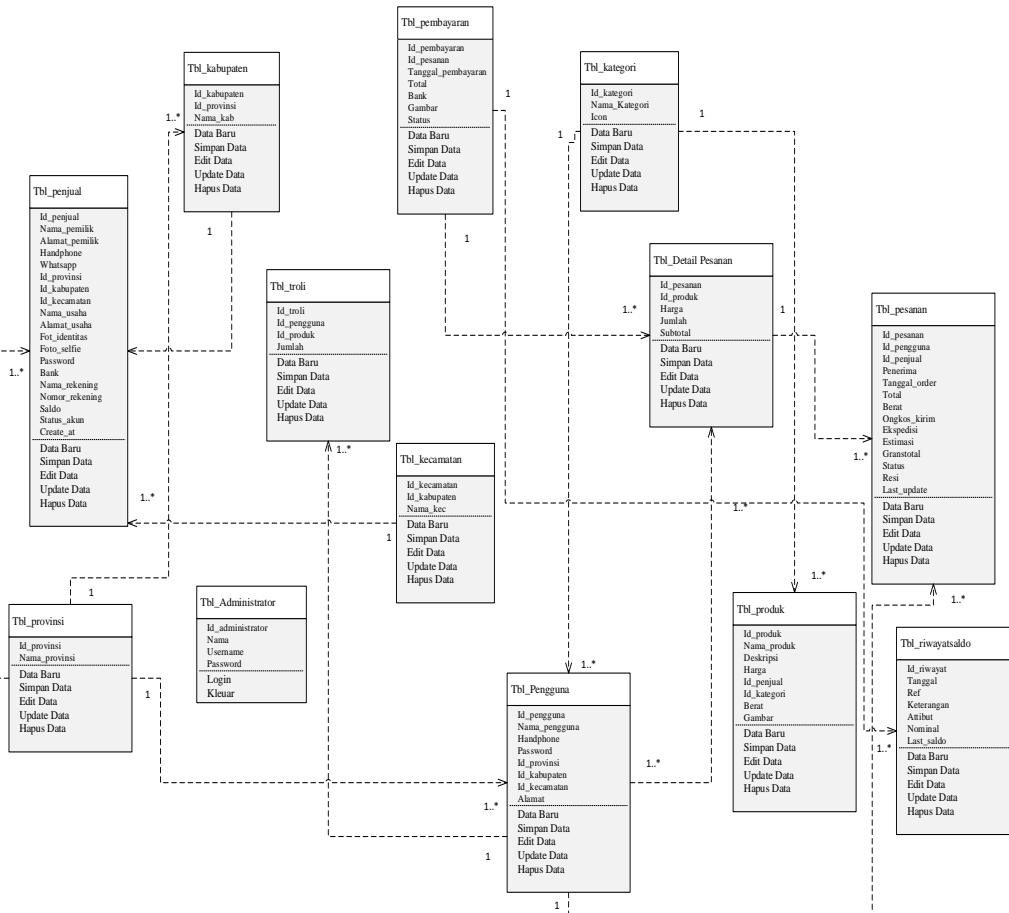 Tbl_pembayaran
Id_pembayaran
Id_pesanan
Tanggal_pembayaran
Total
Bank
Gambar
Status
Data Baru
Simpan Data
Edit Data
Update Data
Hapus Data
1
1
Tbl_kabupaten
Id_kabupaten
Id_provinsi
Nama_kab
Data Baru
Simpan Data
Edit Data
Update Data
Hapus Data
1..*
1
Tbl_kategori
Id_kategori
Nama_Kategori
Icon
Data Baru
Simpan Data
Edit Data
Update Data
Hapus Data
1
1
Tbl_penjual
Id_penjual
Nama_pemilik
Alamat_pemilik
Handphone
Whatsapp
Id_provinsi
Id_kabupaten
Id_kecamatan
Nama_usaha
Alamat_usaha
Fot_identitas
Foto_selfie
Password
Bank
Nama_rekening
Nomor_rekening
Saldo
Status_akun
Create_at
Data Baru
Simpan Data
Edit Data
Update Data
Hapus Data
1..*
1..*
Tbl_troli
Id_troli
Id_pengguna
Id_produk
Jumlah
Data Baru
Simpan Data
Edit Data
Update Data
Hapus Data
1..*
Tbl_Detail Pesanan
Id_pesanan
Id_produk
Harga
Jumlah
Subtotal
Data Baru
Simpan Data
Edit Data
Update Data
Hapus Data
1..*
1
Tbl_pesanan
Id_pesanan
Id_pengguna
Id_penjual
Penerima
Tanggal_order
Total
Berat
Ongkos_kirim
Ekspedisi
Estimasi
Granstotal
Status
Resi
Last_update
Data Baru
Simpan Data
Edit Data
Update Data
Hapus Data
1..*
1..*
Tbl_kecamatan
Id_kecamatan
Id_kabupaten
Nama_kec
Data Baru
Simpan Data
Edit Data
Update Data
Hapus Data
1
1..*
Tbl_provinsi
Id_provinsi
Nama_provinsi
Data Baru
Simpan Data
Edit Data
Update Data
Hapus Data
1
1
Tbl_Administrator
Id_administrator
Nama
Username
Password
Login
Kleuar
Tbl_Pengguna
Id_pengguna
Nama_pengguna
Handphone
Password
Id_provinsi
Id_kabupaten
Id_kecamatan
Alamat
Data Baru
Simpan Data
Edit Data
Update Data
Hapus Data
1..*
1..*
1..*
1
1
Tbl_produk
Id_produk
Nama_produk
Deskripsi
Harga
Id_penjual
Id_kategori
Berat
Gambar
Data Baru
Simpan Data
Edit Data
Update Data
Hapus Data
1..*
Tbl_riwayatsaldo
Id_riwayat
Tanggal
Ref
Keterangan
Attibut
Nominal
Last_saldo
Data Baru
Simpan Data
Edit Data
Update Data
Hapus Data
1..*